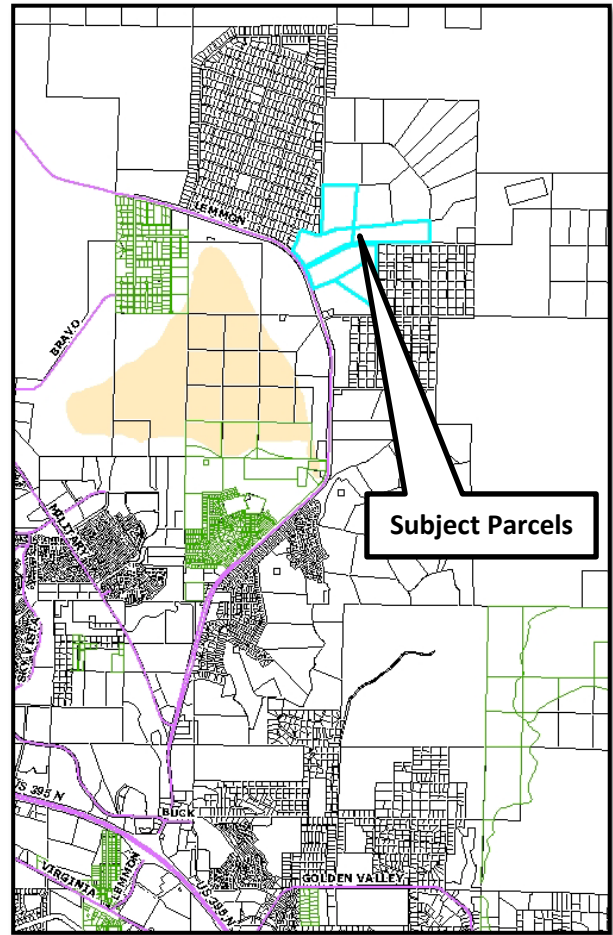 LEMMON
BRAVO
Subject Parcels
MILITARY
SKY VISTA
US 395 N
BUCK
VIRGINIA
LEMMON
US 395 N
GOLDEN VALLEY